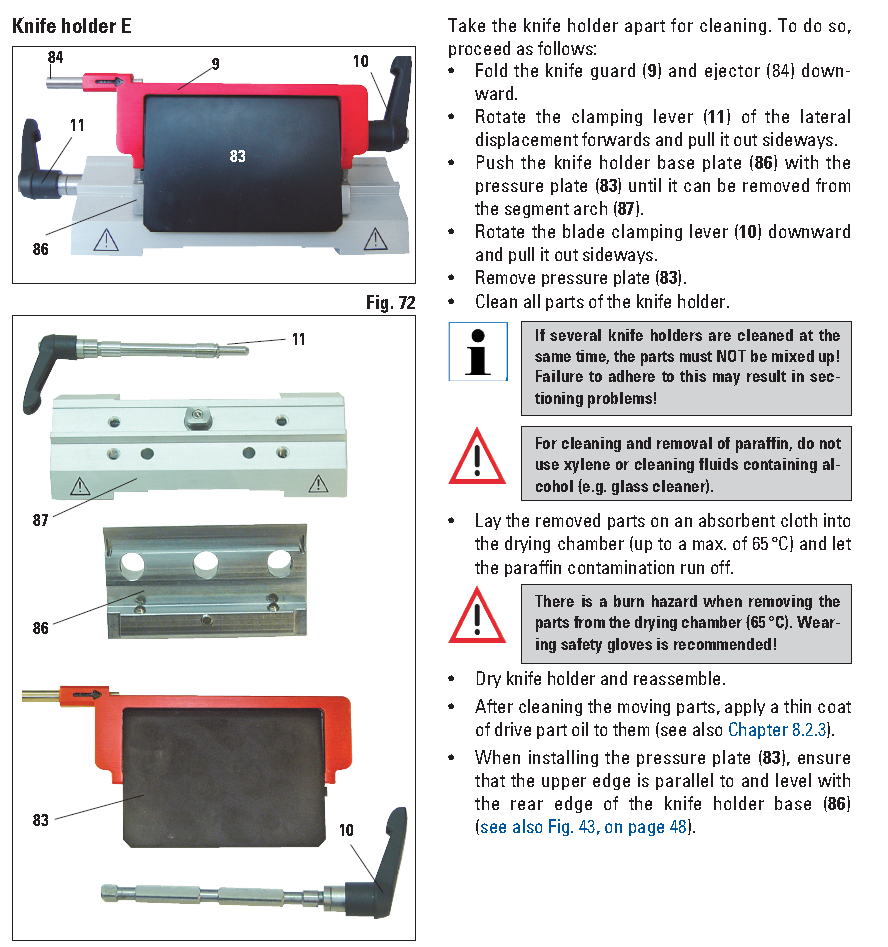 Knife holder E
84
9
10
11
83
86
Fig. 72
11
87
86
83
10
Take the knife holder apart for cleaning. To do so,
proceed as follows:
• Fold the knife guard (9) and ejector (84) down-
ward.
• Rotate the clamping lever (11) of the lateral
displacement forwards and pull it out sideways.
• Push the knife holder base plate (86) with the
pressure plate (83) until it can be removed from
the segment arch (87).
• Rotate the blade clamping lever (10) downward
and pull it out sideways.
• Remove pressure plate (83).
• Clean all parts of the knife holder.
If several knife holders are cleaned at the
same time, the parts must NOT be mixed up!
Failure to adhere to this may result in sec-
tioning problems!
For cleaning and removal of paraffin, do not
use xylene or cleaning fluids containing al-
cohol (e.g. glass cleaner).
• Lay the removed parts on an absorbent cloth into
the drying chamber (up to a max. of 65 °C) and let
the paraffin contamination run off.
There is a burn hazard when removing the
parts from the drying chamber (65 °C). Wear-
ing safety gloves is recommended!
• Dry knife holder and reassemble.
• After cleaning the moving parts, apply a thin coat
of drive part oil to them (see also Chapter 8.2.3).
• When installing the pressure plate (83), ensure
that the upper edge is parallel to and level with
the rear edge of the knife holder base (86)
(see also Fig. 43, on page 48).